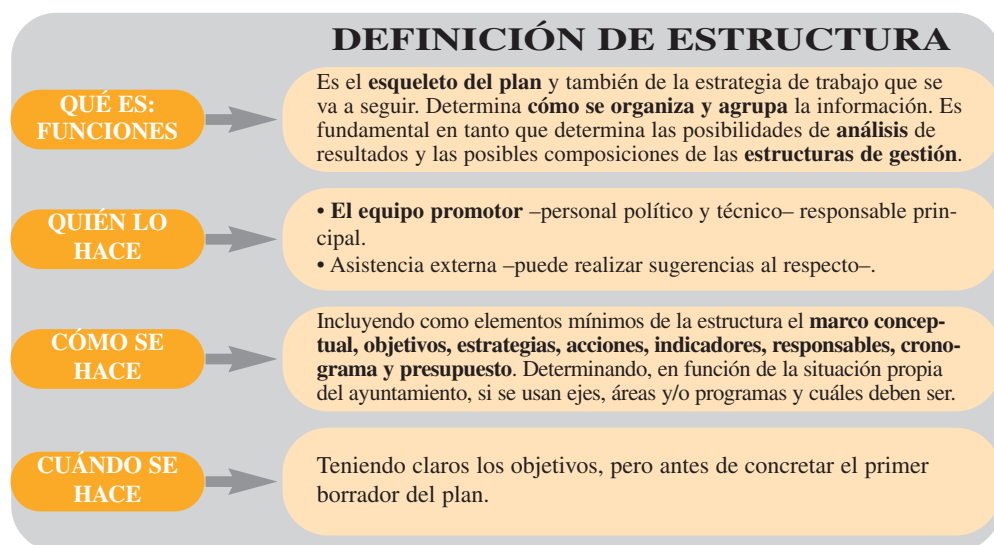 DEFINICIÓN DE ESTRUCTURA
QUÉ ES:
FUNCIONES
Es el esqueleto del plan y también de la estrategia de trabajo que se
va a seguir. Determina cómo se organiza y agrupa la información. Es
fundamental en tanto que determina las posibilidades de análisis de
resultados y las posibles composiciones de las estructuras de gestión.
QUIÉN LO
HACE
• El equipo promotor –personal político y técnico– responsable prin-
cipal.
• Asistencia externa –puede realizar sugerencias al respecto–.
CÓMO SE
HACE
Incluyendo como elementos mínimos de la estructura el marco concep-
tual, objetivos, estrategias, acciones, indicadores, responsables, crono-
grama y presupuesto. Determinando, en función de la situación propia
del ayuntamiento, si se usan ejes, áreas y/o programas y cuáles deben ser.
CUÁNDO SE
HACE
Teniendo claros los objetivos, pero antes de concretar el primer
borrador del plan.